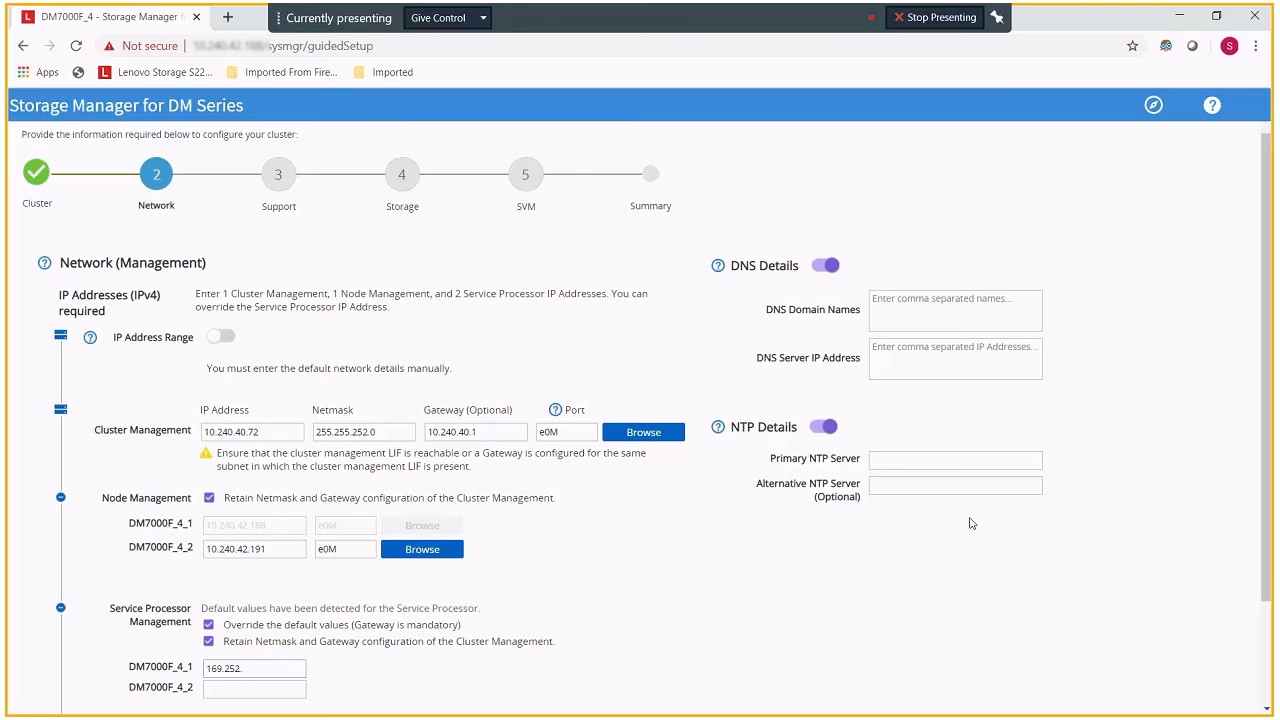 DM7000F_4 - Storage Manager f
Currently presenting
Give Control
Stop Presenting
Not secure
sysmgr/guidedSetup
Apps
Lenovo Storage S22...
Imported From Fire...
Imported
Storage Manager for DM Series
Provide the information required below to configure your cluster:
2
3
4
5
Cluster
Network
Support
Storage
SVM
Summary
Network (Management)
IP Addresses (IPv4)
required
Enter 1 Cluster Management, 1 Node Management, and 2 Service Processor IP Addresses. You can
override the Service Processor IP Address.
IP Address Range
You must enter the default network details manually.
IP Address
Netmask
Gateway (Optional)
Port
Cluster Management
10.240.40.72
255.255.252.0
10.240.40.1
e0M
Browse
Ensure that the cluster management LIF is reachable or a Gateway is configured for the same
subnet in which the cluster management LIF is present.
Node Management
Retain Netmask and Gateway configuration of the Cluster Management.
DM7000F_4_1
10.240.42.168
e0M
Browse
DM7000F_4_2
10.240.42.191
e0M
Browse
Service Processor
Management
Default values have been detected for the Service Processor.
Override the default values (Gateway is mandatory)
Retain Netmask and Gateway configuration of the Cluster Management.
DM7000F_4_1
169.252.
DM7000F_4_2
DNS Details
DNS Domain Names
Enter comma separated names...
DNS Server IP Address
Enter comma separated IP Addresses...
NTP Details
Primary NTP Server
Alternative NTP Server
(Optional)